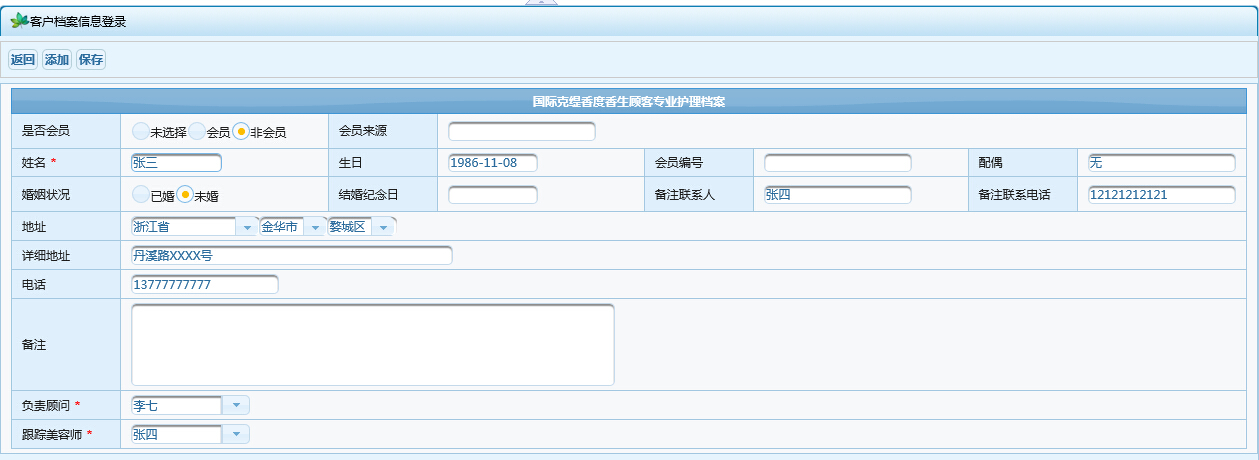 客户档案信息登录
返回 添加 保存
国际克缇香度香生顾客专业护理档案
是否会员 未选择 会员 非会员 会员来源
姓名 * 张三 生日 1986-11-08 会员编号 配偶 无
婚姻状况 已婚 未婚 结婚纪念日 备注联系人 张四 备注联系电话 12121212121
地址 浙江省 金华市 婺城区
详细地址 丹溪路XXXX号
电话 13777777777
备注
负责顾问 * 李七
跟踪美容师 * 张四